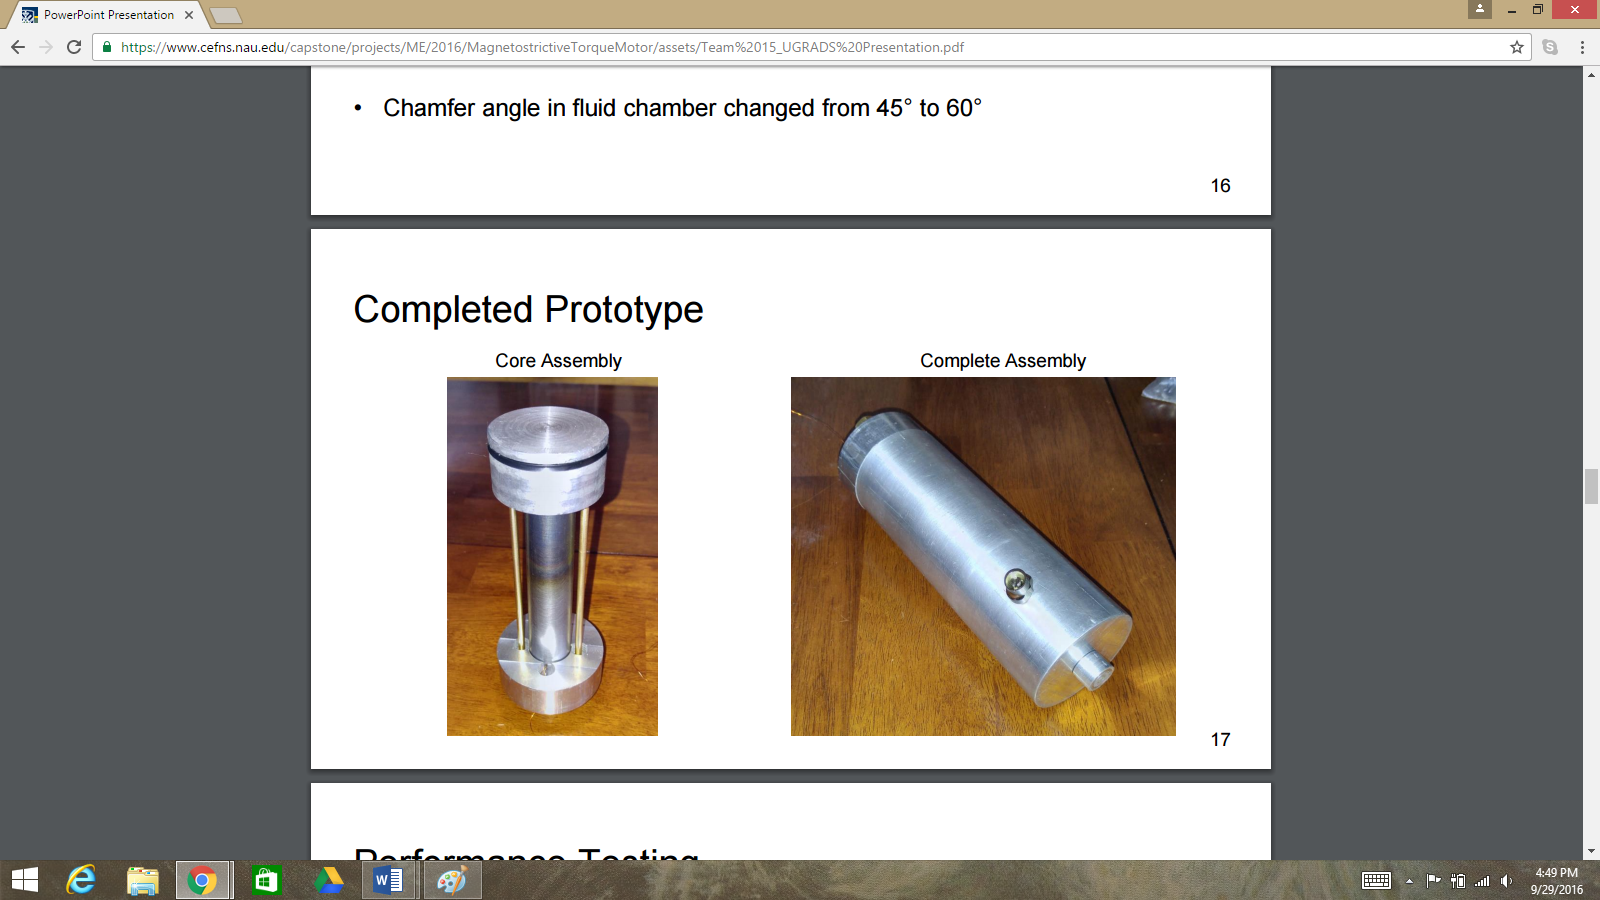 PowerPoint Presentation
https://www.cefns.nau.edu/capstone/projects/ME/2016/MagnetostrictiveTorqueMotor/assets/Team%2015_UGRADS%20Presentation.pdf
• Chamfer angle in fluid chamber changed from 45° to 60°
16
Completed Prototype
Core Assembly
Complete Assembly
17
Performance Testing
4:49 PM
9/29/2016